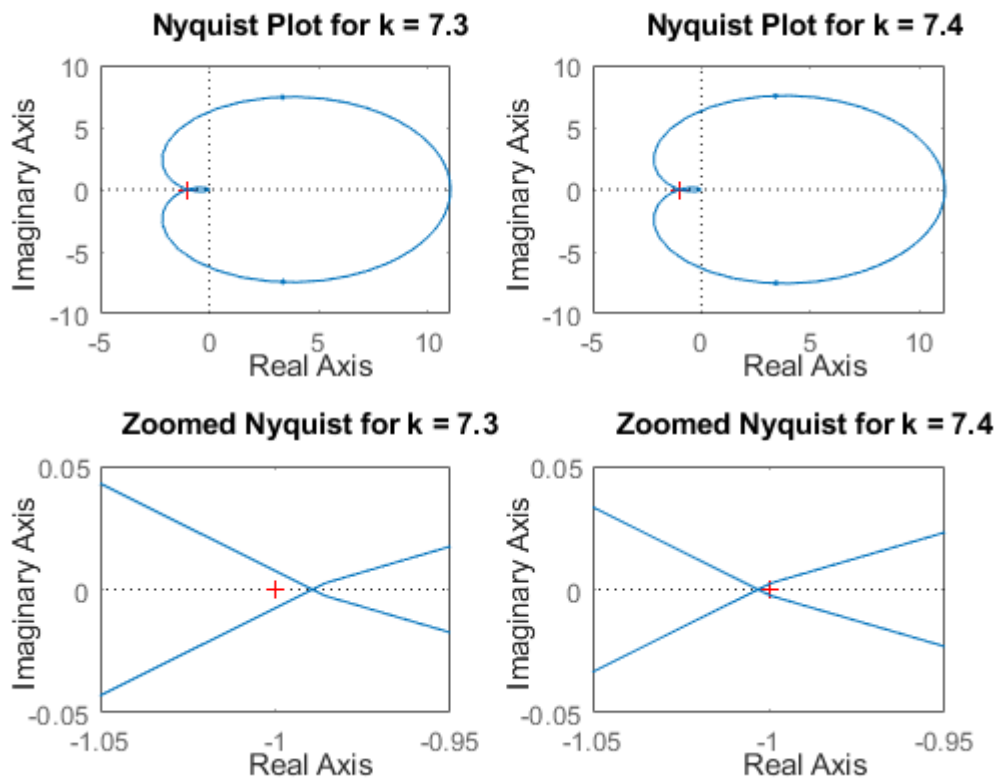 Nyquist Plot for k = 7.3
10
5
0
-5
-10
-5
0
5
10
Imaginary Axis
Real Axis
Nyquist Plot for k = 7.4
10
5
0
-5
-10
-5
0
5
10
Imaginary Axis
Real Axis
Zoomed Nyquist for k = 7.3
0.05
0
-0.05
-1.05
-1
-0.95
Imaginary Axis
Real Axis
Zoomed Nyquist for k = 7.4
0.05
0
-0.05
-1.05
-1
-0.95
Imaginary Axis
Real Axis